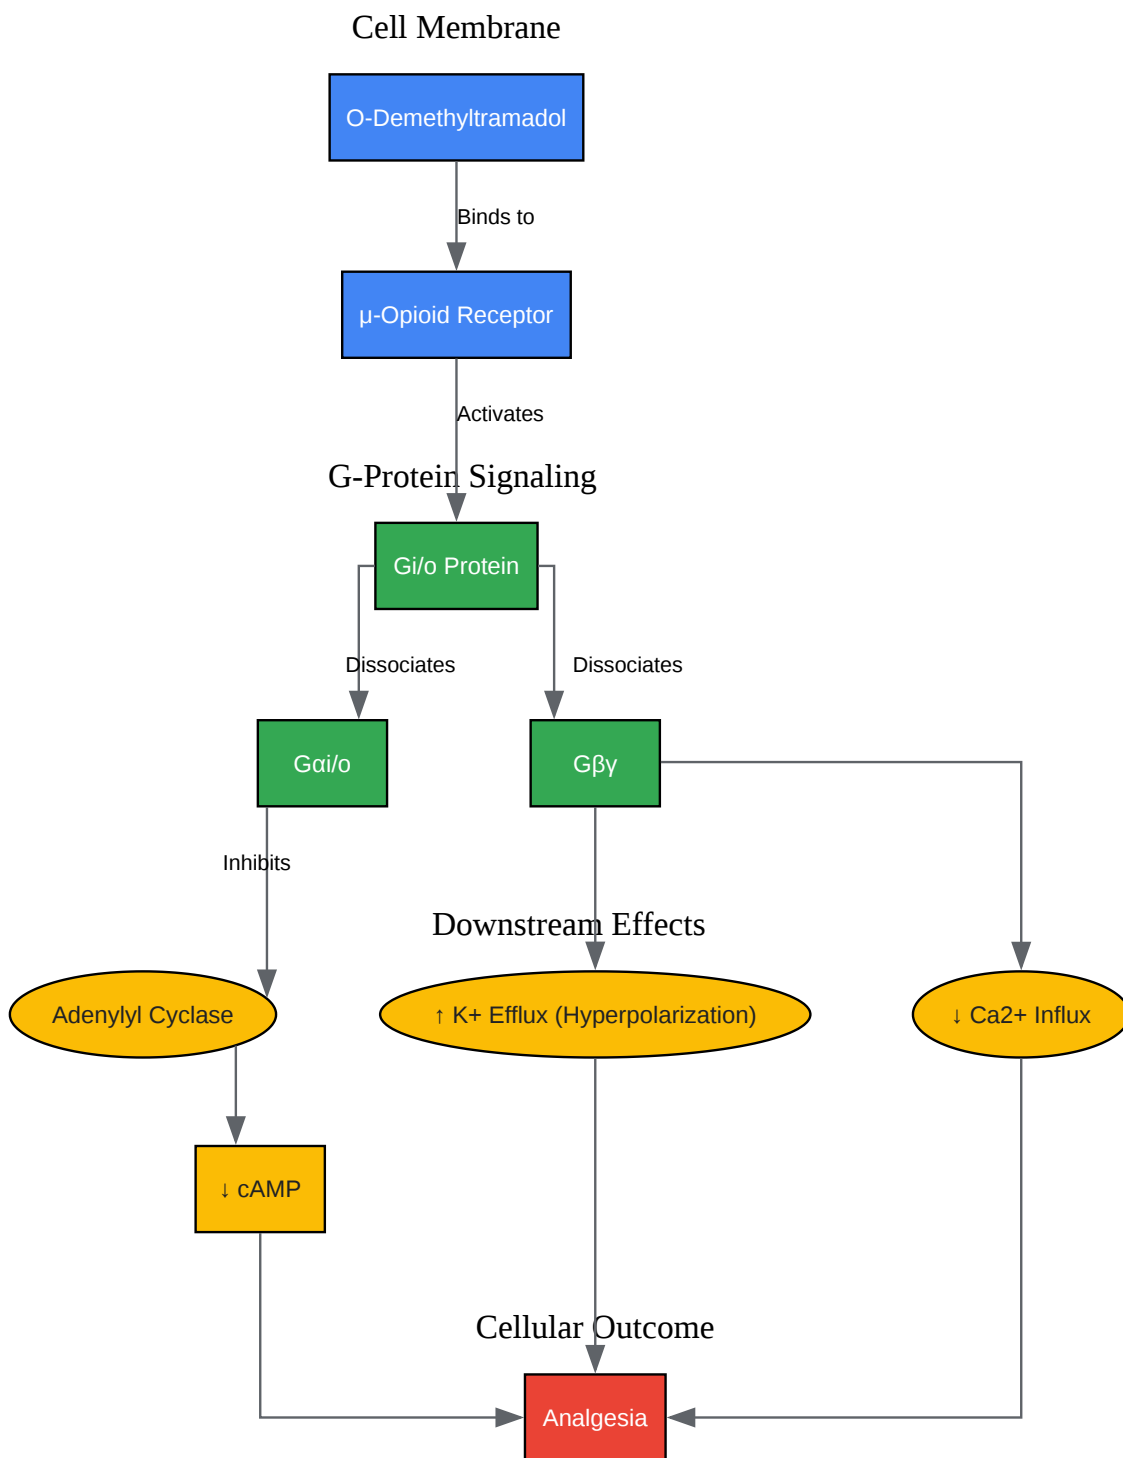 Cell Membrane
O-Demethyltramadol
Binds to
μ-Opioid Receptor
Activates
G-Protein Signaling
Gi/o Protein
Dissociates
Dissociates
Gαi/o
Gβγ
Inhibits
Downstream Effects
Adenylyl Cyclase
↑ K+ Efflux (Hyperpolarization)
↓ Ca2+ Influx
↓ cAMP
Cellular Outcome
Analgesia